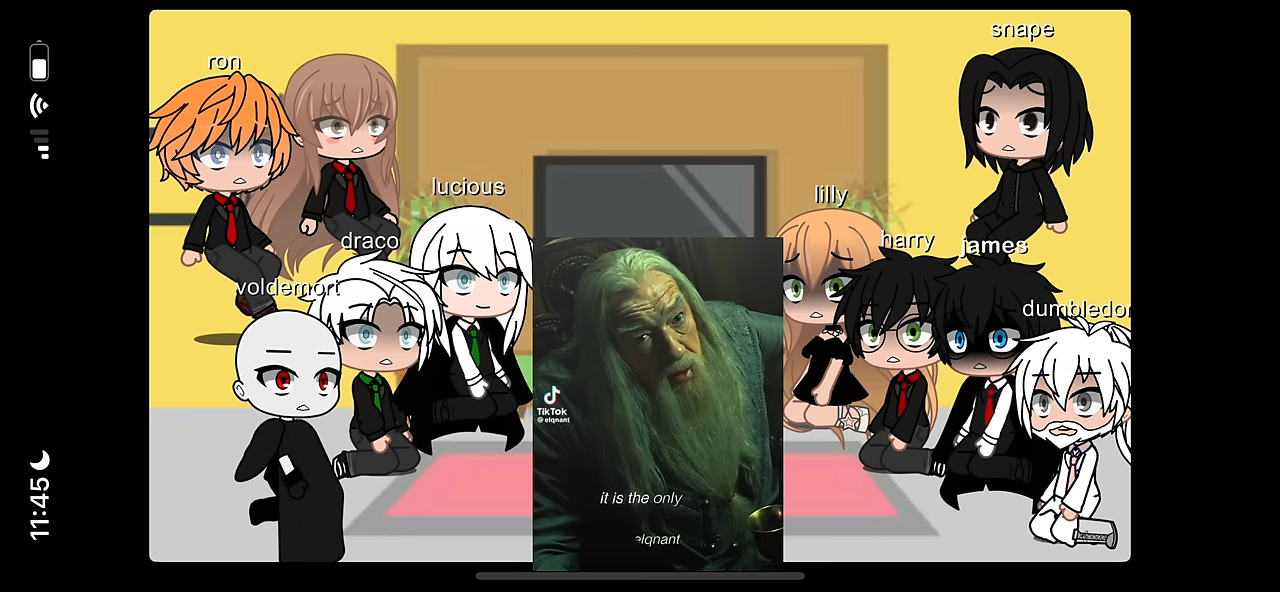 snape
ron
lucious
lilly
draco
harry
james
voldemort
dumbledor
TikTok
@ elqnant
it is the only
elqnant
11:45